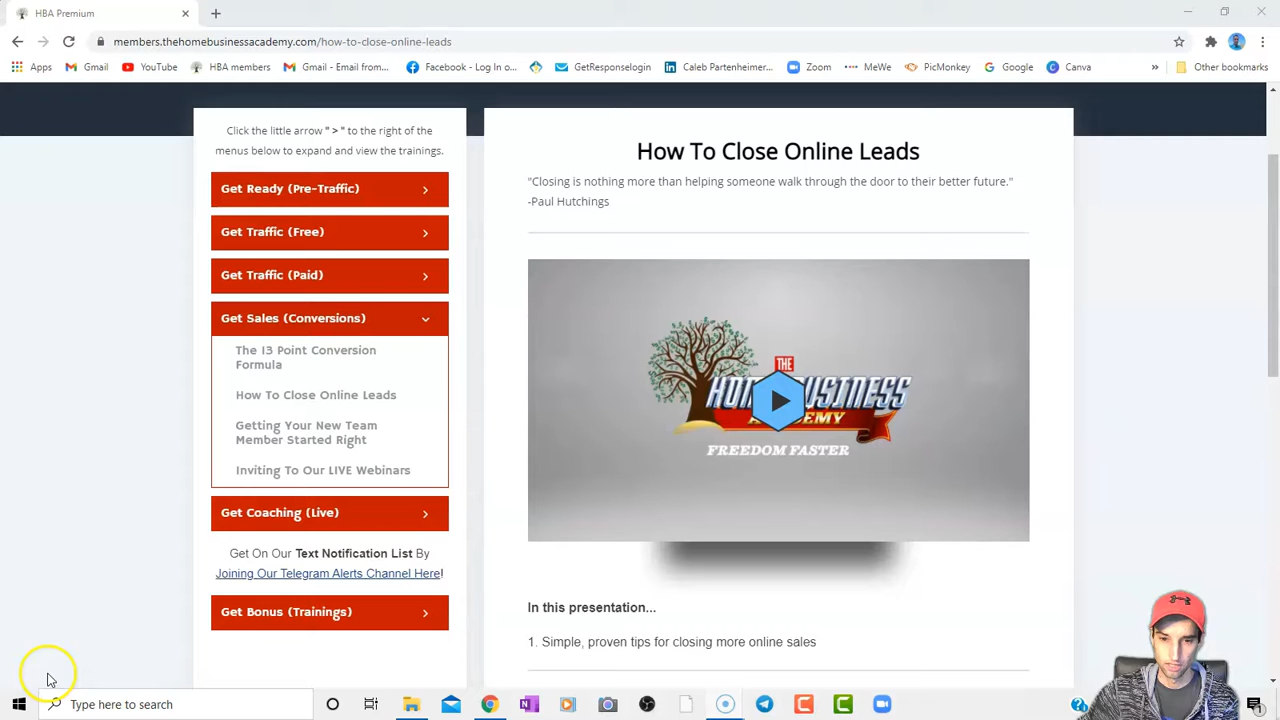 HBA Premium
members.thehomebusinessacademy.com/how-to-close-online-leads
Apps
Gmail
YouTube
HBA members
Gmail - Email from...
Facebook - Log In o...
GetResponselogin
Caleb Partenheimer...
Zoom
MeWe
PicMonkey
Google
Canva
»
Other bookmarks
Click the little arrow " > " to the right of the
menus below to expand and view the trainings.
Get Ready (Pre-Traffic)
Get Traffic (Free)
Get Traffic (Paid)
Get Sales (Conversions)
The 13 Point Conversion
Formula
How To Close Online Leads
Getting Your New Team
Member Started Right
Inviting To Our LIVE Webinars
Get Coaching (Live)
Get On Our Text Notification List By
Joining Our Telegram Alerts Channel Here!
Get Bonus (Trainings)
How To Close Online Leads
"Closing is nothing more than helping someone walk through the door to their better future."
-Paul Hutchings
THE
FREEDOM FASTER
In this presentation...
1. Simple, proven tips for closing more online sales
Type here to search